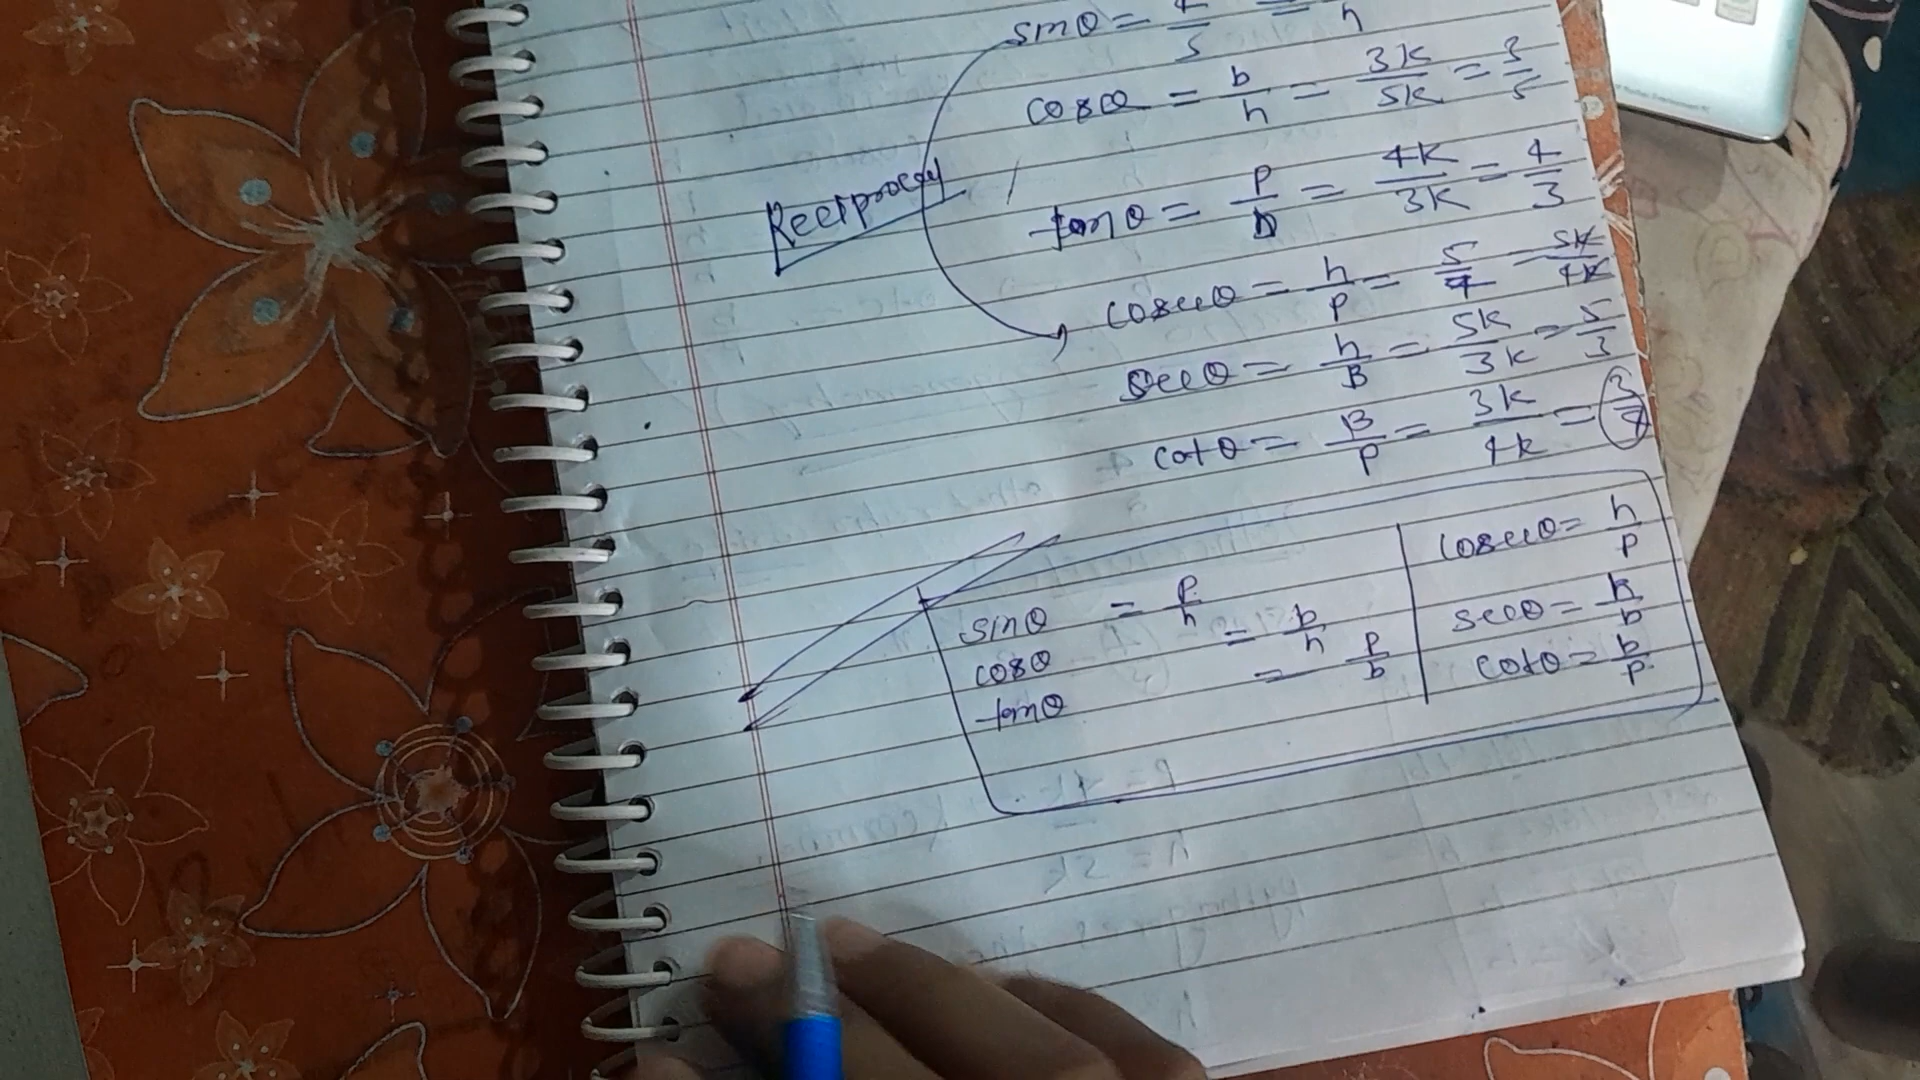 sinθ = 4/5 = /h
cosθ = b/h = 3K/5K = 3/5
Reciprocal
tanθ = P/b = 4K/3K = 4/3
cosecθ = h/P = 5/4 = 5K/4K
secθ = h/B = 5K/3K = 5/3
cotθ = B/P = 3K/4K = 3/4
cosecθ = h/P
sinθ = P/h
secθ = h/b
cosθ = b/h
cotθ = b/P
tanθ = P/b